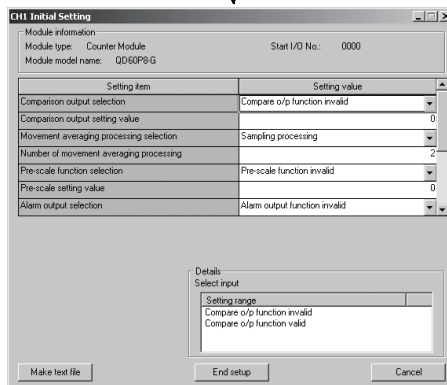 CH1 Initial Setting
Module information
Module type: Counter Module Start I/O No.: 0000
Module model name: QD60P8-G
Setting item Setting value
Comparison output selection Compare o/p function invalid
Comparison output setting value 0
Movement averaging processing selection Sampling processing
Number of movement averaging processing 2
Pre-scale function selection Pre-scale function invalid
Pre-scale setting value 0
Alarm output selection Alarm output function invalid
Details
Select input
Setting range
Compare o/p function invalid
Compare o/p function valid
Make text file End setup Cancel